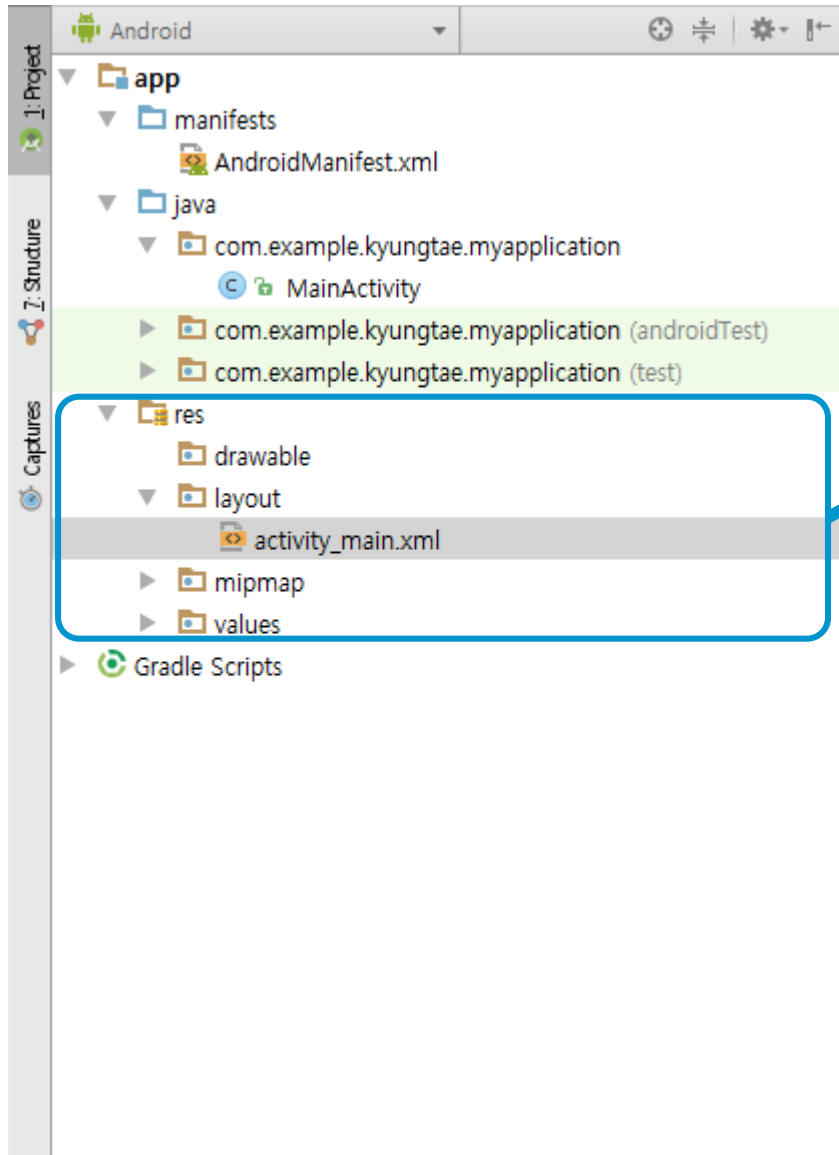 Android
1: Project
7: Structure
Captures
app
manifests
AndroidManifest.xml
java
com.example.kyungtae.myapplication
C MainActivity
com.example.kyungtae.myapplication (androidTest)
com.example.kyungtae.myapplication (test)
res
drawable
layout
activity_main.xml
mipmap
values
Gradle Scripts